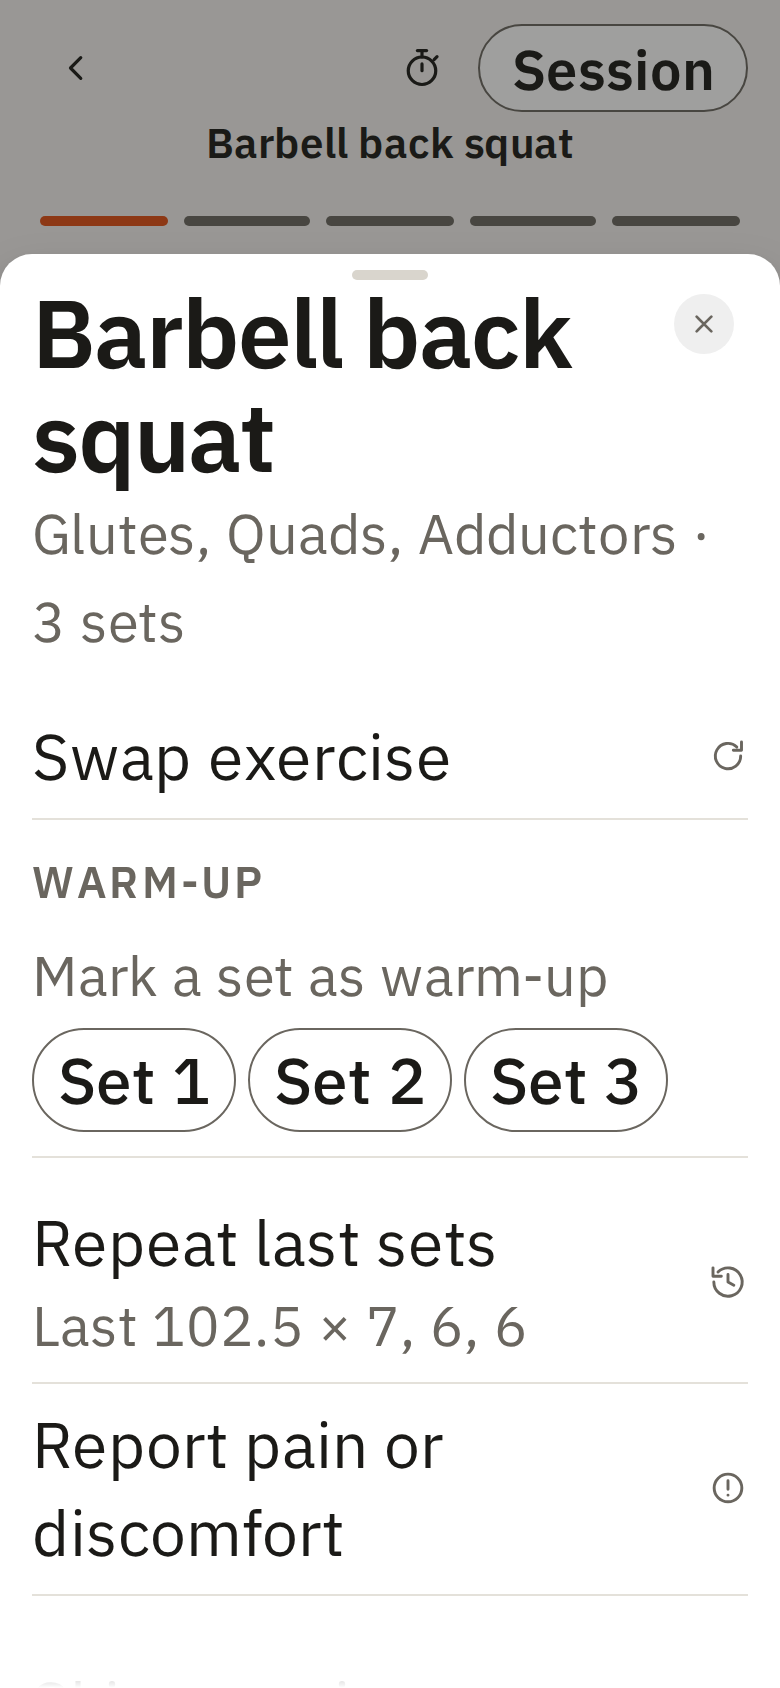 Session
Barbell back squat
Barbell back
squat
Glutes, Quads, Adductors ·
3 sets
Swap exercise
WARM-UP
Mark a set as warm-up
Set 1 Set 2 Set 3
Repeat last sets
Last 102.5 × 7, 6, 6
Report pain or
discomfort